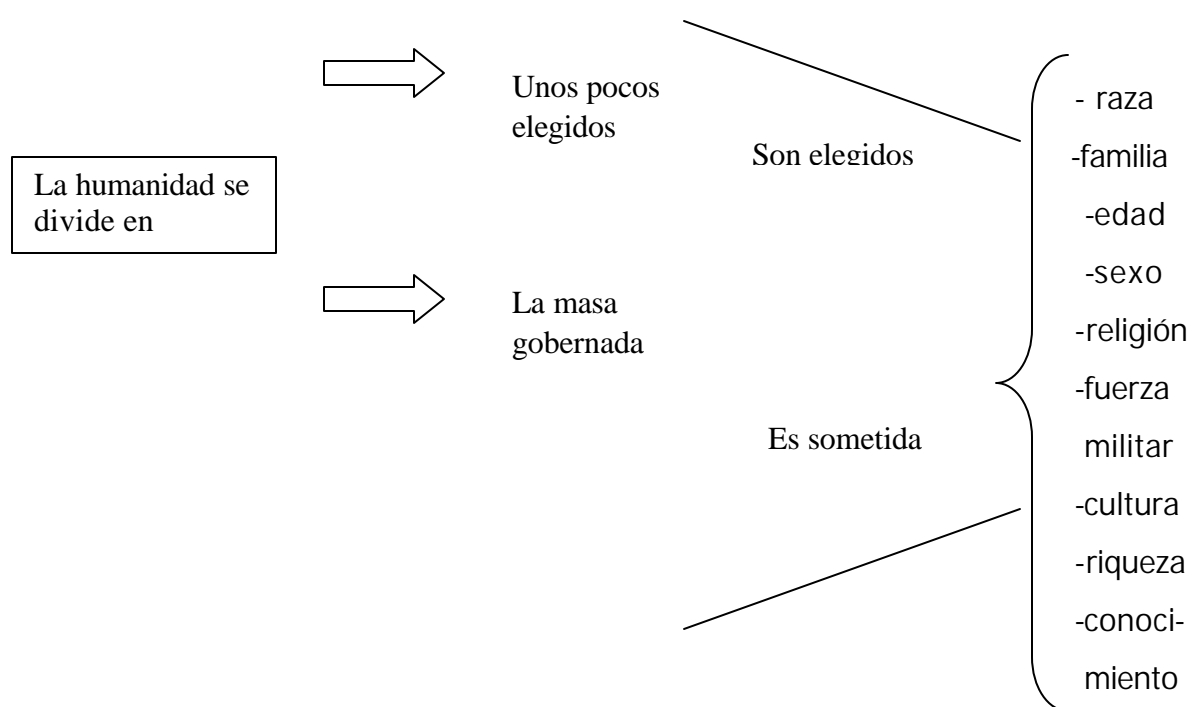 La humanidad se
divide en
Unos pocos
elegidos
La masa
gobernada
Son elegidos
Es sometida
- raza
-familia
-edad
-sexo
-religión
-fuerza
militar
-cultura
-riqueza
-conoci-
miento